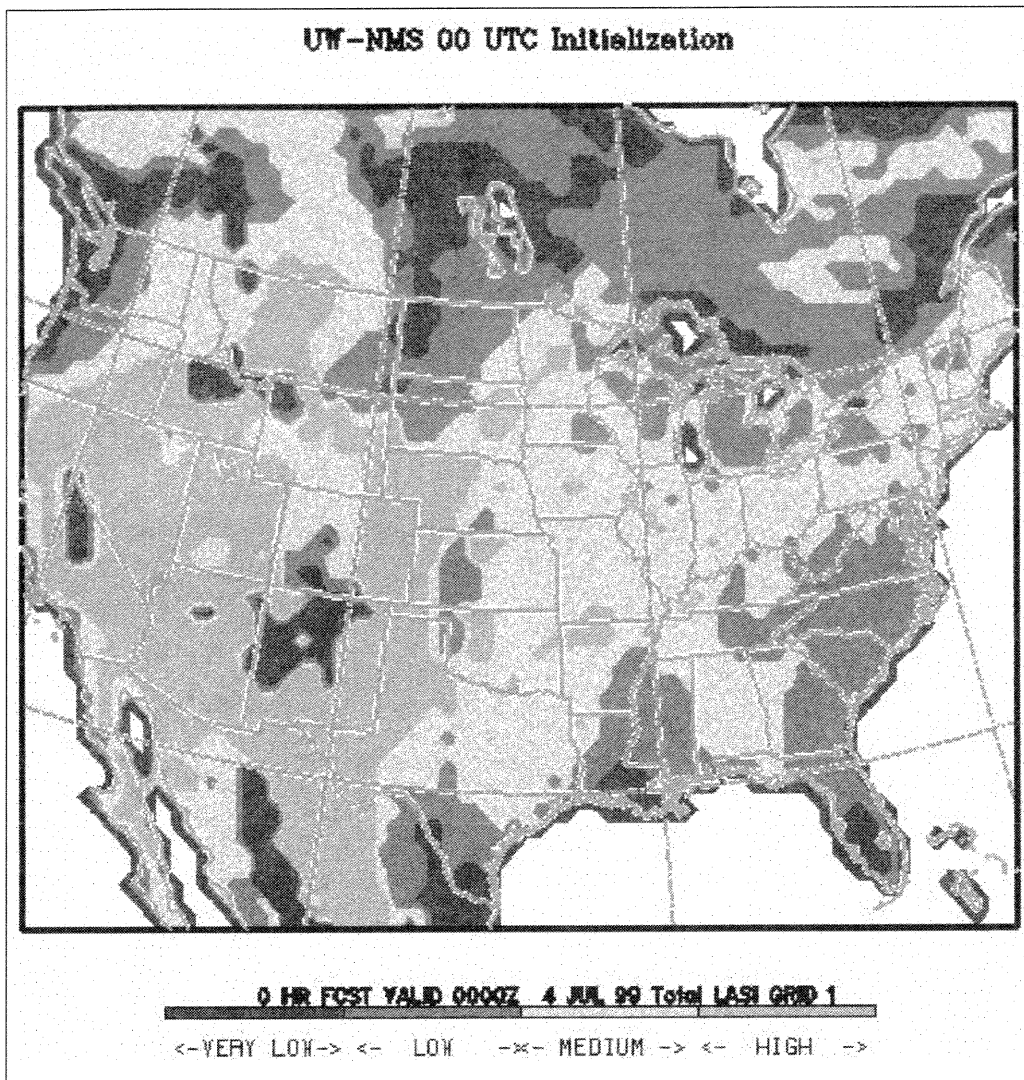 UW-NMS 00 UTC Initialization
0 HR FCST VALID 0000Z 4 JUL 99 Total LASI GRID 1
<-VERY LOW-> <- LOW -><- MEDIUM -> <- HIGH ->